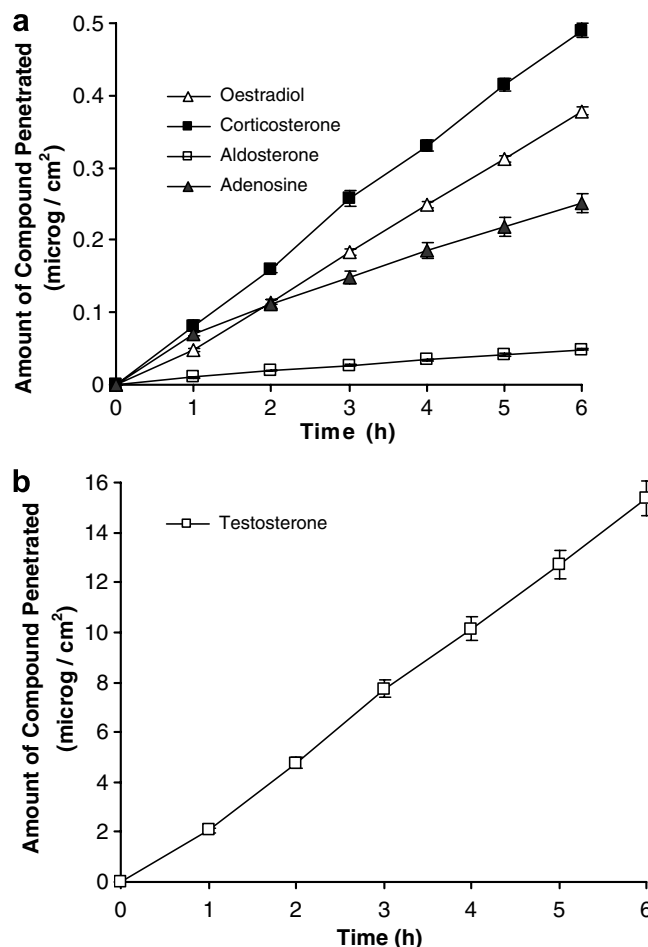 a
Amount of Compound Penetrated
(microg / cm²)
0.5
0.4
0.3
0.2
0.1
0
Oestradiol
Corticosterone
Aldosterone
Adenosine
0 1 2 3 4 5 6
Time (h)
b
Amount of Compound Penetrated
(microg / cm²)
16
14
12
10
8
6
4
2
0
Testosterone
0 1 2 3 4 5 6
Time (h)